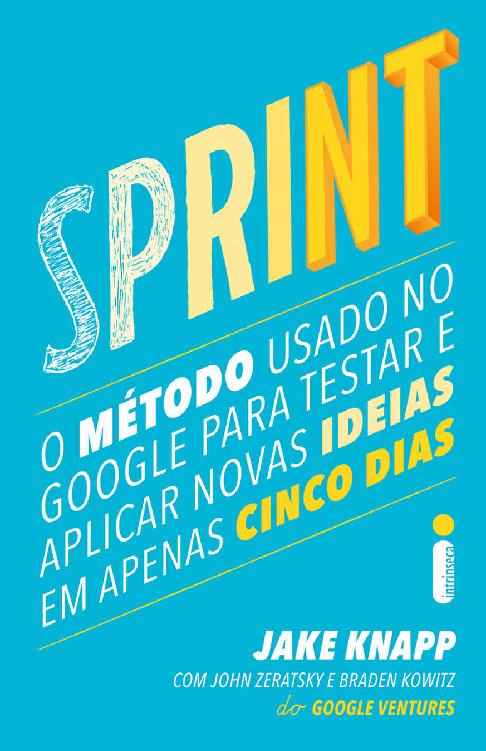 SPRINT
O MÉTODO USADO NO
GOOGLE PARA TESTAR E
APLICAR NOVAS IDEIAS
EM APENAS CINCO DIAS
intrínseca
JAKE KNAPP
COM JOHN ZERATSKY E BRADEN KOWITZ
do GOOGLE VENTURES